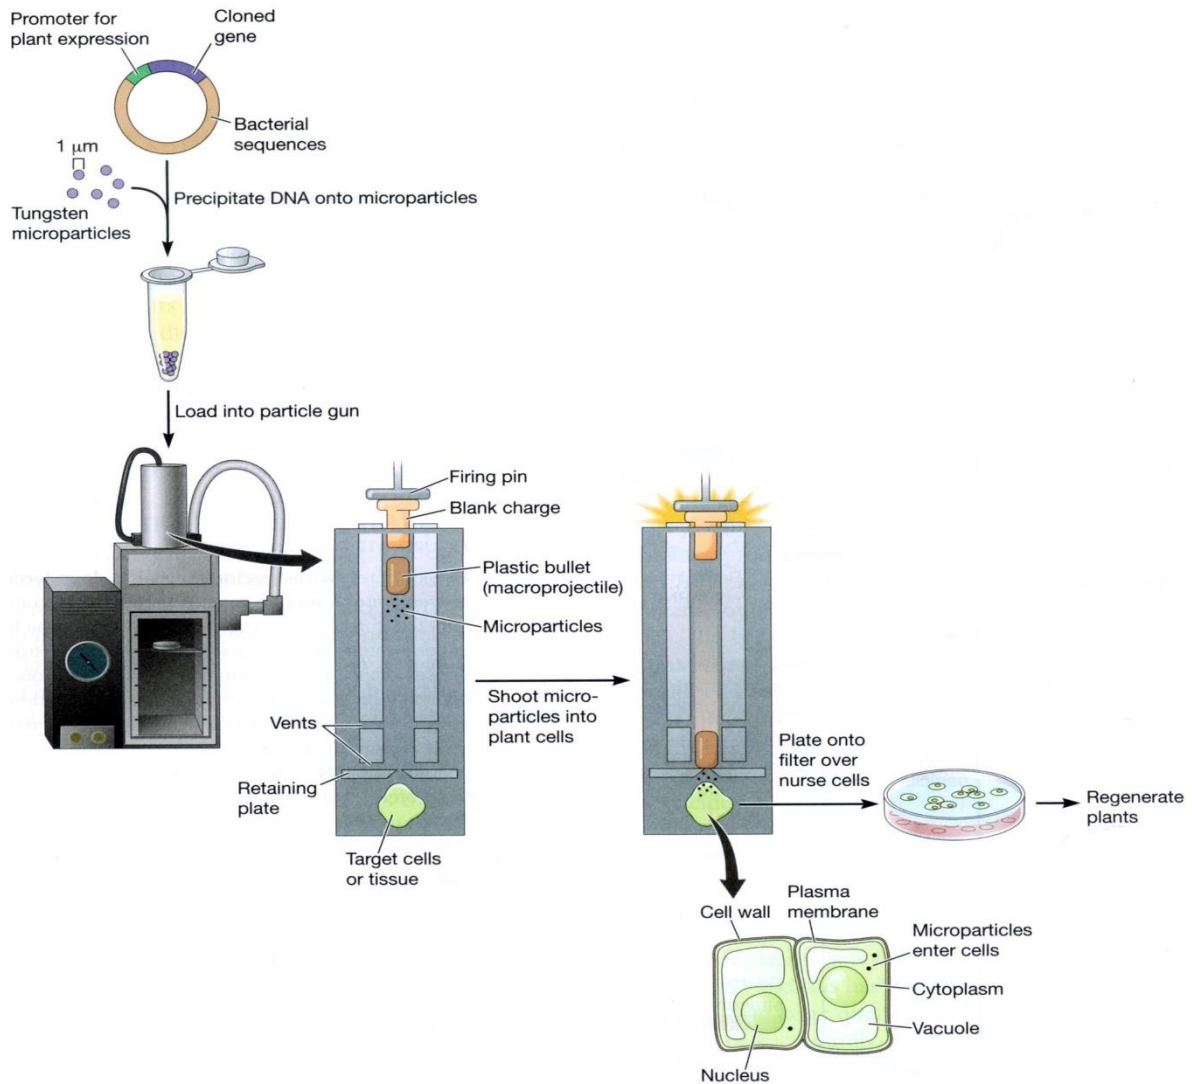 Promoter for
plant expression
Cloned
gene
Bacterial
sequences
1 μm
Tungsten
microparticles
Precipitate DNA onto microparticles
Load into particle gun
Firing pin
Blank charge
Plastic bullet
(macroprojectile)
Microparticles
Vents
Retaining
plate
Target cells
or tissue
Shoot micro-
particles into
plant cells
Plate onto
filter over
nurse cells
Regenerate
plants
Cell wall
Plasma
membrane
Microparticles
enter cells
Cytoplasm
Vacuole
Nucleus